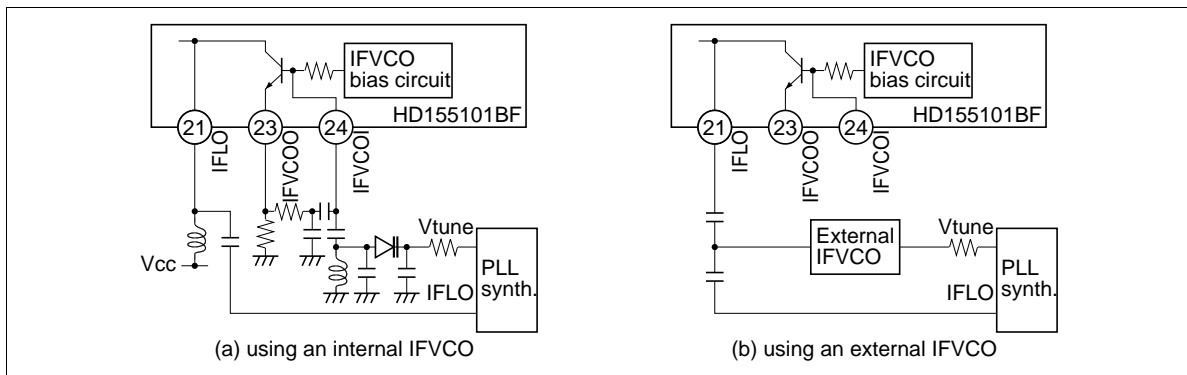 IFVCO
bias circuit
HD155101BF
21
23
24
IFLO
IFVCOO
IFVCOI
Vtune
Vcc
IFLO
PLL
synth.
(a) using an internal IFVCO
IFVCO
bias circuit
HD155101BF
21
23
24
IFLO
IFVCOO
IFVCOI
External
IFVCO
Vtune
IFLO
PLL
synth.
(b) using an external IFVCO